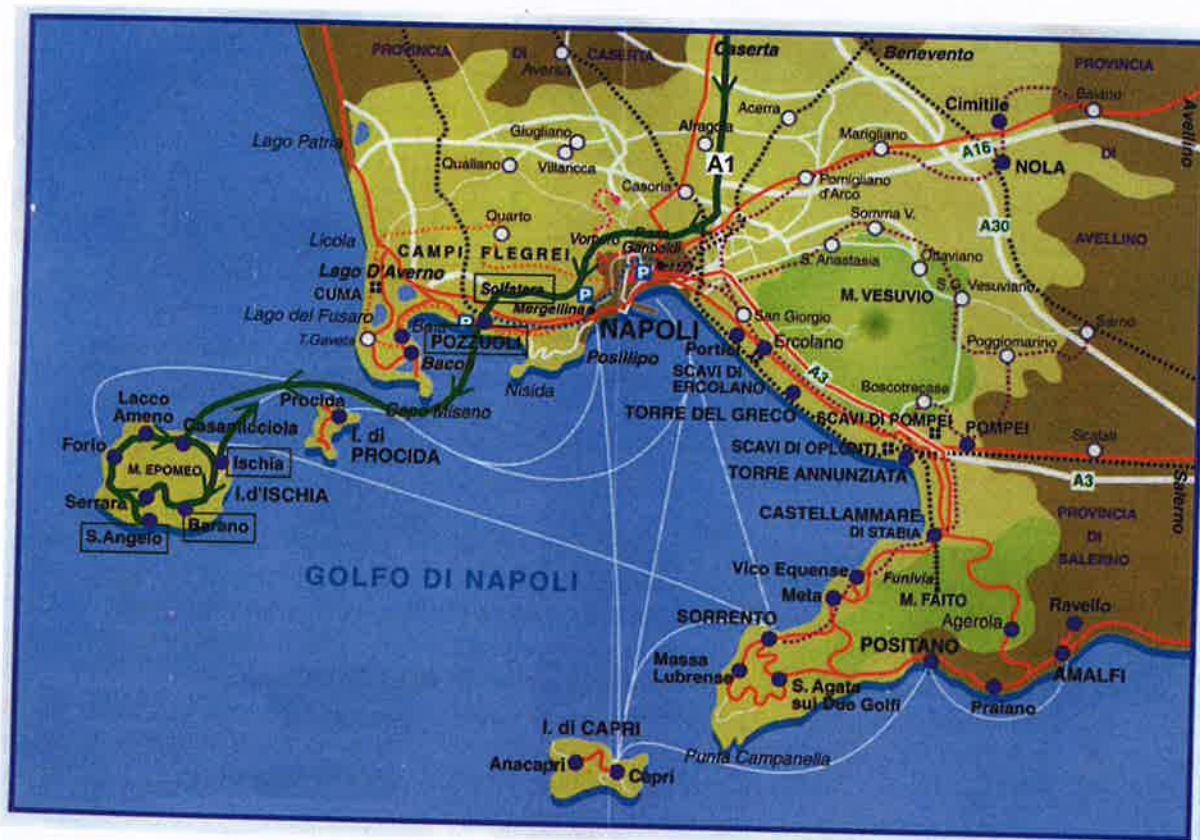 PROVINCIA
DI
CASERTA
Aversa
Caserta
Benevento
PROVINCIA
DI
AVELLINO
Avellino
Cimitile
Baiano
Acerra
Lago Patria
Giugliano
Villaricca
Qualiano
Afragola
A1
Marigliano
A16
NOLA
Casoria
Pomigliano
d'Arco
Quarto
Somma V.
A30
Licola
CAMPI FLEGREI
Vomero
Garibaldi
S. Anastasia
Ottaviano
Lago D'Averno
CUMA
Solfatara
P
P
P
M. VESUVIO
S.G. Vesuviano
Lago del Fusaro
Mergellina
San Giorgio
Sarno
T.Gaveta
Baia
POZZUOLI
NAPOLI
Portici
Ercolano
Poggiomarino
Bacoli
Posillipo
Nisida
SCAVI DI
ERCOLANO
A3
Boscotrecase
Lacco
Ameno
Procida
Capo Miseno
TORRE DEL GRECO
SCAVI DI POMPEI
POMPEI
Casamicciola
Forio
I. di
PROCIDA
Scafati
M. EPOMEO
Ischia
SCAVI DI OPLONTI
TORRE ANNUNZIATA
A3
Salerno
Serrara
I.d'ISCHIA
S.Angelo
Barano
CASTELLAMMARE
DI STABIA
PROVINCIA
DI
SALERNO
GOLFO DI NAPOLI
Vico Equense
Funivia
Meta
M. FAITO
Ravello
SORRENTO
Agerola
POSITANO
Massa
Lubrense
AMALFI
S. Agata
sui Due Golfi
Praiano
I. di CAPRI
Punta Campanella
Anacapri
Capri